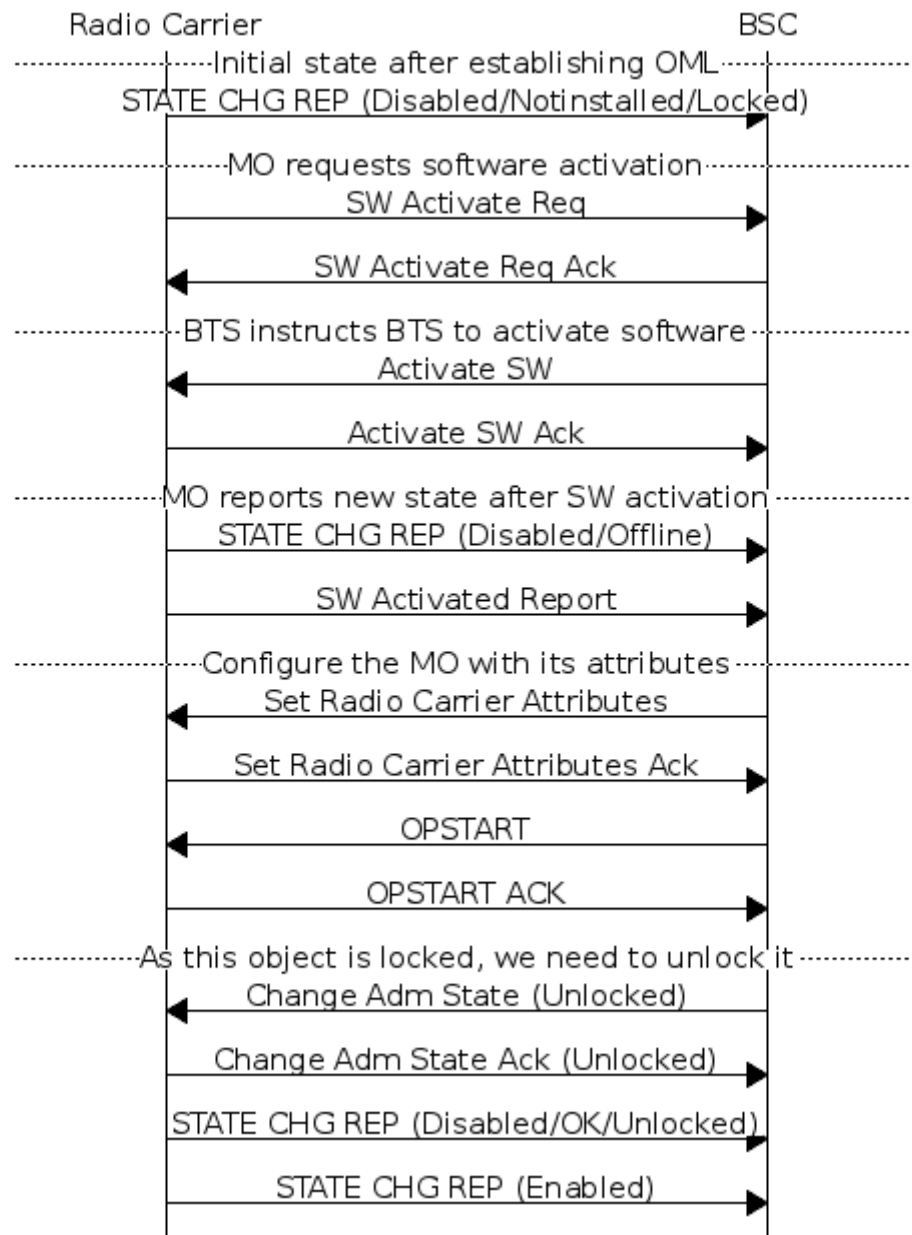 Radio Carrier BSC
Initial state after establishing OML
STATE CHG REP (Disabled/Notinstalled/Locked)
MO requests software activation
SW Activate Req
SW Activate Req Ack
BTS instructs BTS to activate software
Activate SW
Activate SW Ack
MO reports new state after SW activation
STATE CHG REP (Disabled/Offline)
SW Activated Report
Configure the MO with its attributes
Set Radio Carrier Attributes
Set Radio Carrier Attributes Ack
OPSTART
OPSTART ACK
As this object is locked, we need to unlock it
Change Adm State (Unlocked)
Change Adm State Ack (Unlocked)
STATE CHG REP (Disabled/OK/Unlocked)
STATE CHG REP (Enabled)